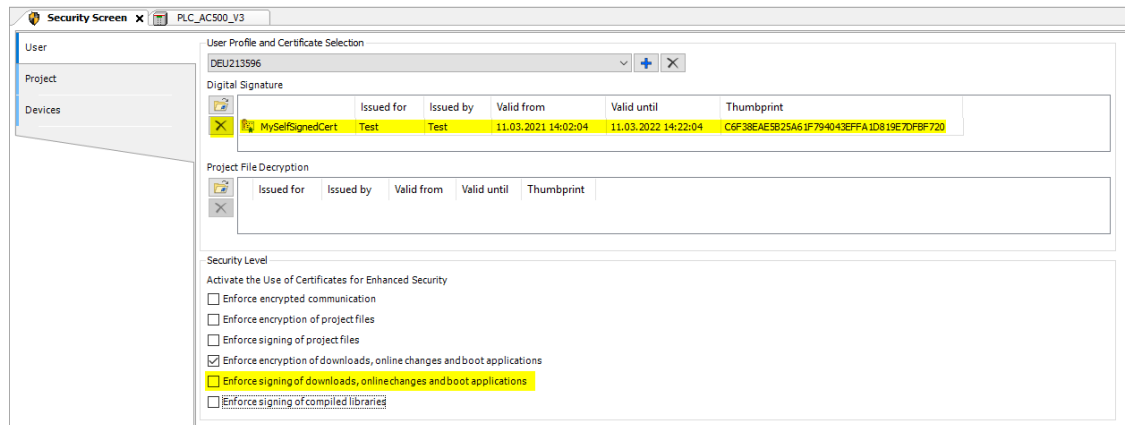 Security Screen X PLC_AC500_V3
User
Project
Devices
User Profile and Certificate Selection
DEU213596
Digital Signature
Issued for Issued by Valid from Valid until Thumbprint
MySelfSignedCert Test Test 11.03.2021 14:02:04 11.03.2022 14:22:04 C6F38EAE5B25A61F794043EFFA1D819E7DFBF720
Project File Decryption
Issued for Issued by Valid from Valid until Thumbprint
Security Level
Activate the Use of Certificates for Enhanced Security
Enforce encrypted communication
Enforce encryption of project files
Enforce signing of project files
Enforce encryption of downloads, online changes and boot applications
Enforce signing of downloads, online changes and boot applications
Enforce signing of compiled libraries